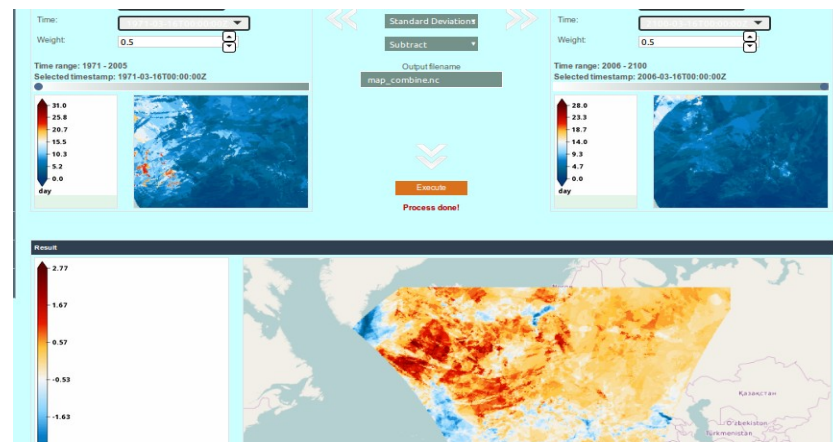 Time:
Standard Deviation
Time:
Weight:
0.5
Subtract
Weight:
0.5
Time range: 1971 - 2005
Output filename
Time range: 2006 - 2100
Selected timestamp: 1971-03-16T00:00:00Z
map_combine.nc
Selected timestamp: 2006-03-16T00:00:00Z
31.0
25.8
20.7
15.5
10.3
5.2
0.0
day
28.0
23.3
18.7
14.0
9.3
4.7
0.0
day
Execute
Process done!
Result
2.77
1.67
0.57
-0.53
-1.63
Қазақстан
Oʻzbekiston
Türkmenistan